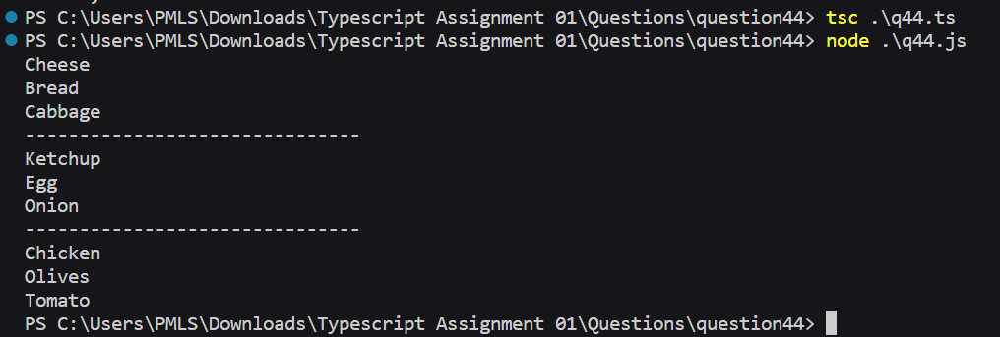 PS C:\Users\PMLS\Downloads\Typescript Assignment 01\Questions\question44> tsc .\q44.ts
PS C:\Users\PMLS\Downloads\Typescript Assignment 01\Questions\question44> node .\q44.js
Cheese
Bread
Cabbage
-------------------------------
Ketchup
Egg
Onion
-------------------------------
Chicken
Olives
Tomato
PS C:\Users\PMLS\Downloads\Typescript Assignment 01\Questions\question44>